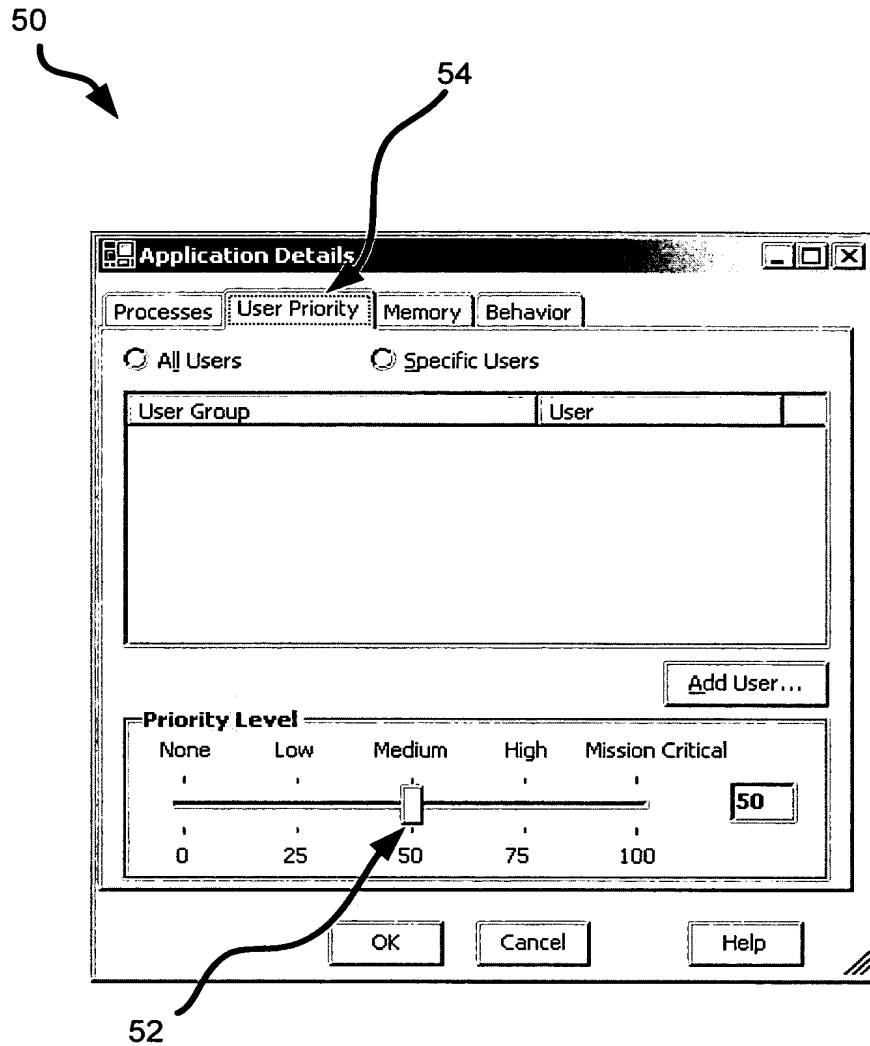 50
54
Application Details
Processes User Priority Memory Behavior
All Users Specific Users
User Group User
Add User...
Priority Level
None Low Medium High Mission Critical
50
0 25 50 75 100
OK Cancel Help
52